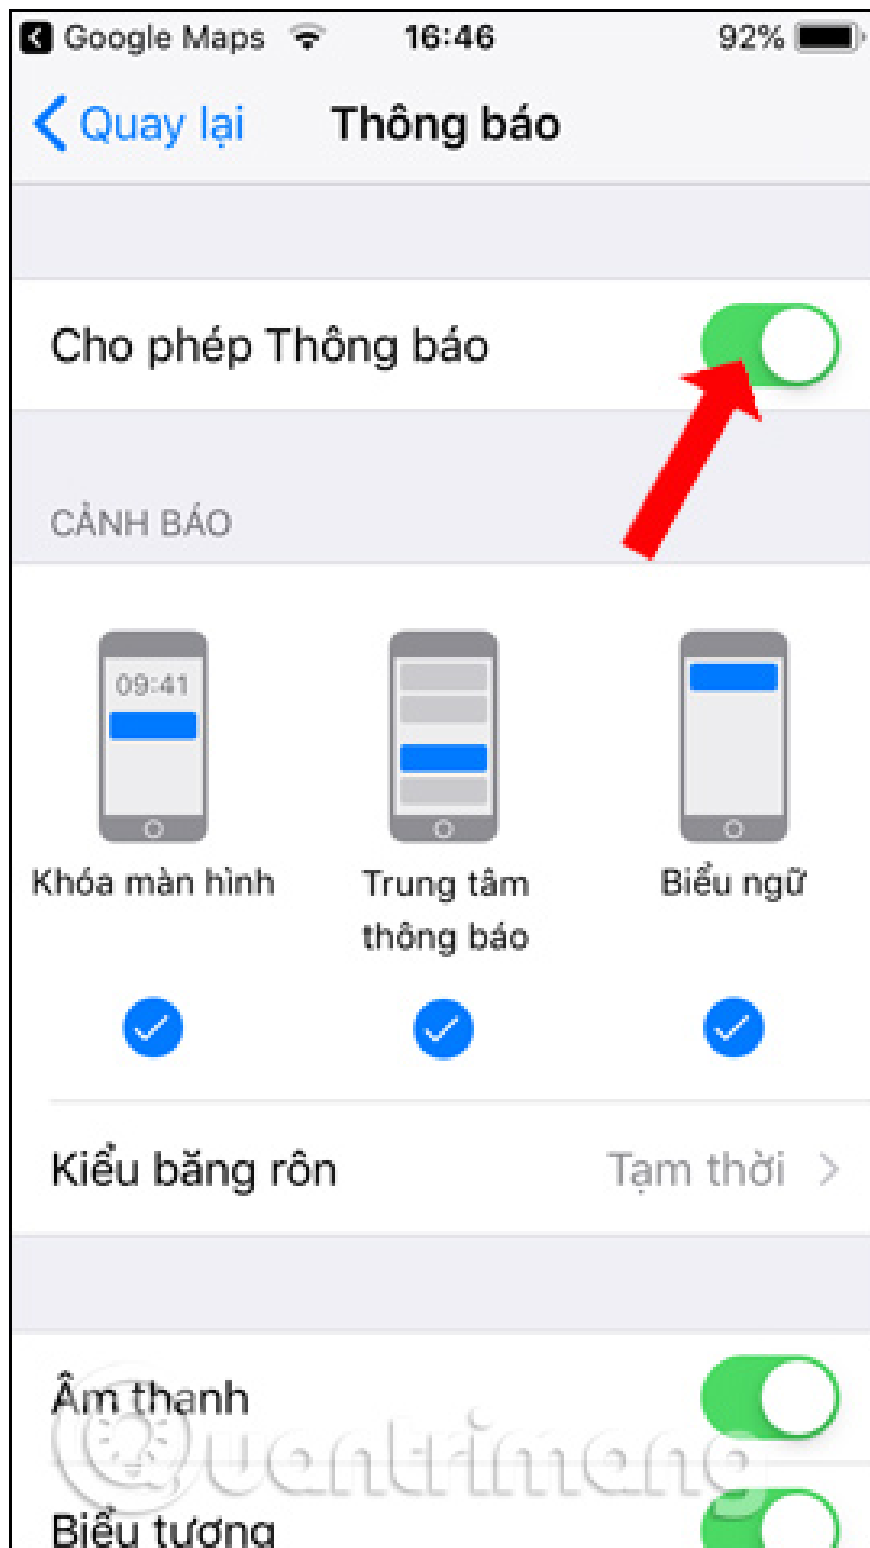 Google Maps 16:46 92%
Quay lại Thông báo
Cho phép Thông báo
CẢNH BÁO
09:41
Khóa màn hình Trung tâm thông báo Biểu ngữ
Kiểu băng rôn Tạm thời
Âm thanh
Quantrimang
Biểu tượng